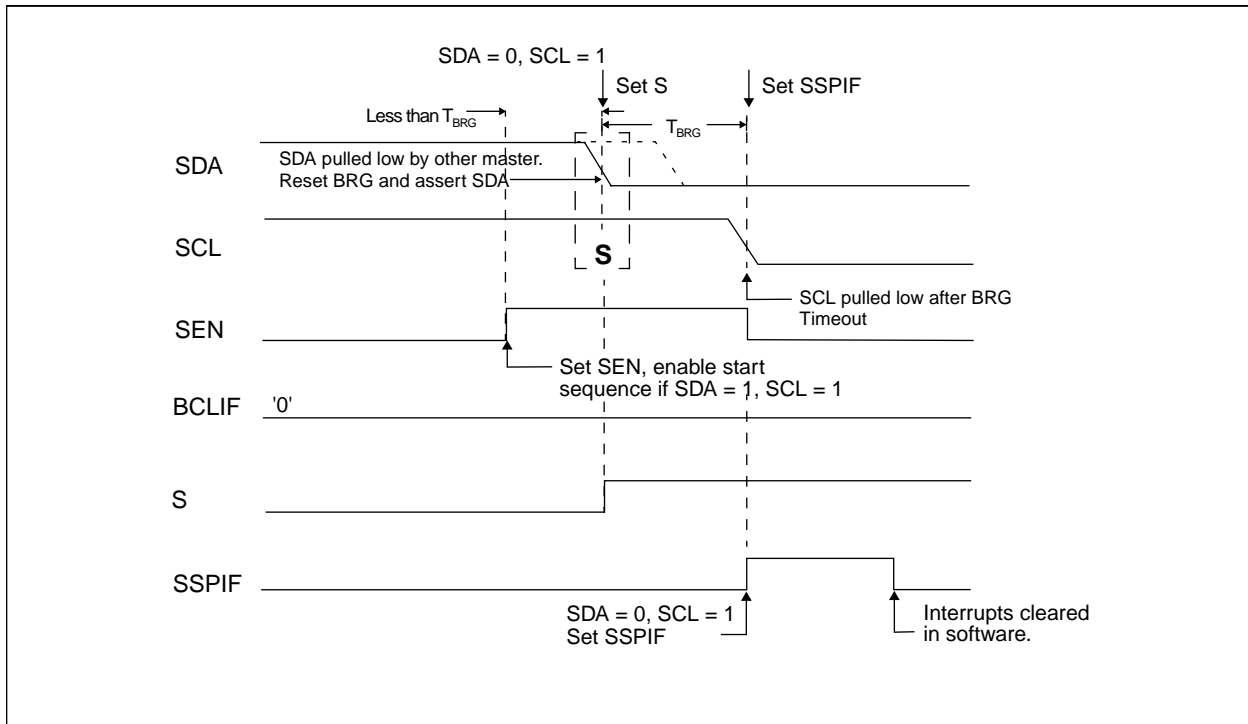 SDA = 0, SCL = 1
Set S
Set SSPIF
Less than TBRG
TBRG
SDA
SDA pulled low by other master.
Reset BRG and assert SDA
SCL
S
SCL pulled low after BRG
Timeout
SEN
Set SEN, enable start
sequence if SDA = 1, SCL = 1
BCLIF
'0'
S
SSPIF
SDA = 0, SCL = 1
Set SSPIF
Interrupts cleared
in software.